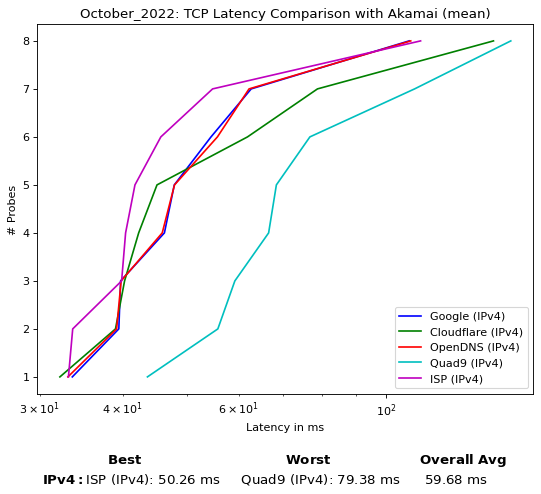 October_2022: TCP Latency Comparison with Akamai (mean)
8
7
6
5
4
3
2
1
# Probes
Google (IPv4)
Cloudflare (IPv4)
OpenDNS (IPv4)
Quad9 (IPv4)
ISP (IPv4)
3 × 10¹ 4 × 10¹ 6 × 10¹ 10²
Latency in ms
Best Worst Overall Avg
IPv4: ISP (IPv4): 50.26 ms Quad9 (IPv4): 79.38 ms 59.68 ms